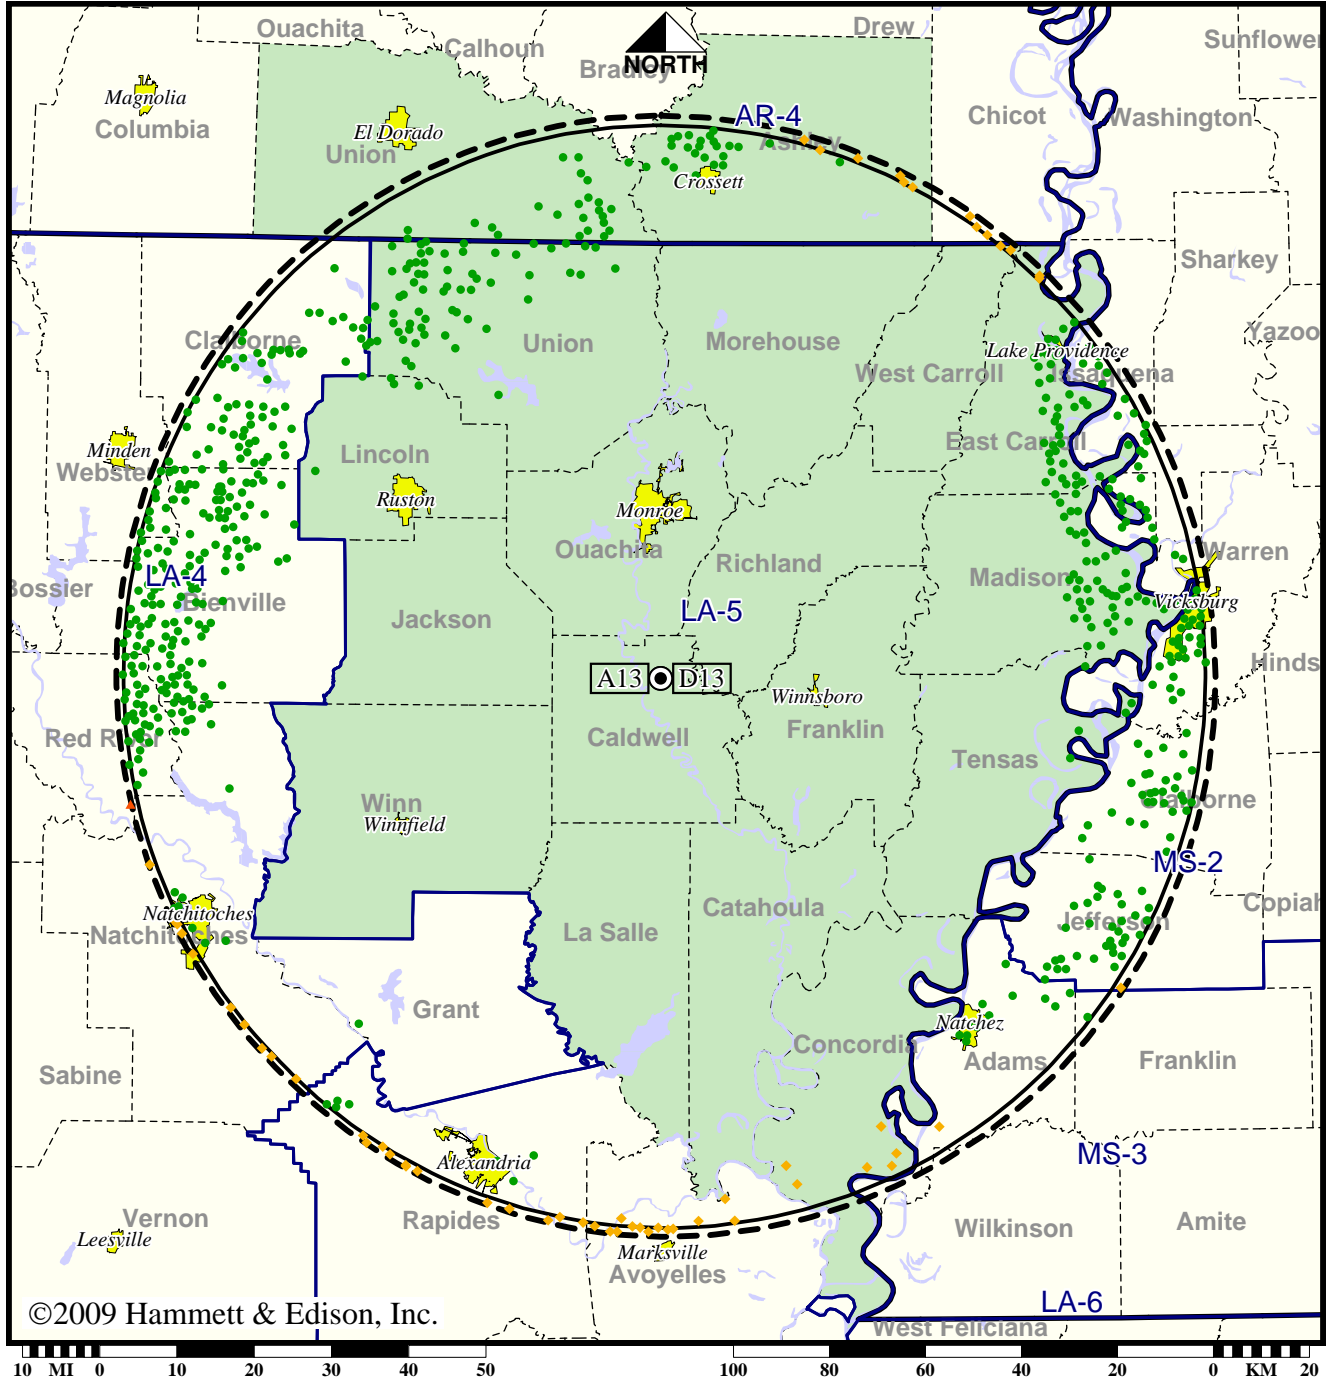 Ouachita
Calhoun
Drew
Sunflower
NORTH
Bradley
Magnolia
Columbia
El Dorado
Union
AR-4
Ashley
Chicot
Washington
Crossett
Sharkey
Claiborne
Union
Morehouse
Lake Providence
Yazoo
West Carroll
Issaquena
Minden
Webster
Lincoln
East Carroll
Ruston
Monroe
Ouachita
Richland
Warren
Bossier
LA-4
Bienville
Madison
Vicksburg
Jackson
LA-5
A13
D13
Hinds
Winnsboro
Red River
Caldwell
Franklin
Tensas
Winn
Winnfield
Claiborne
MS-2
Natchitoches
Natchitoches
La Salle
Catahoula
Jefferson
Copiah
Grant
Natchez
Concordia
Adams
Franklin
Sabine
Alexandria
MS-3
Vernon
Leesville
Rapides
Marksville
Avoyelles
Wilkinson
Amite
LA-6
©2009 Hammett & Edison, Inc.
West Feliciana
10 MI 0 10 20 30 40 50
100 80 60 40 20 0 KM 20